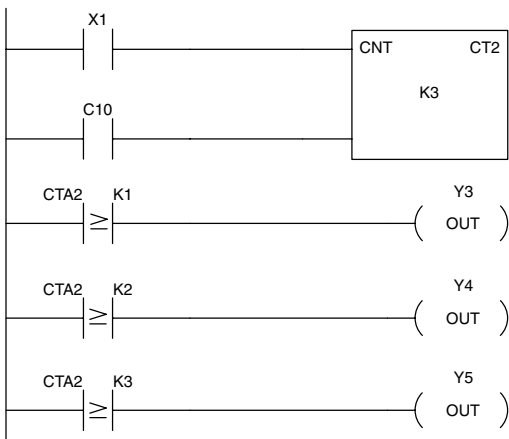 X1
CNT CT2
K3
C10
CTA2 K1 Y3
≥ OUT
CTA2 K2 Y4
≥ OUT
CTA2 K3 Y5
≥ OUT